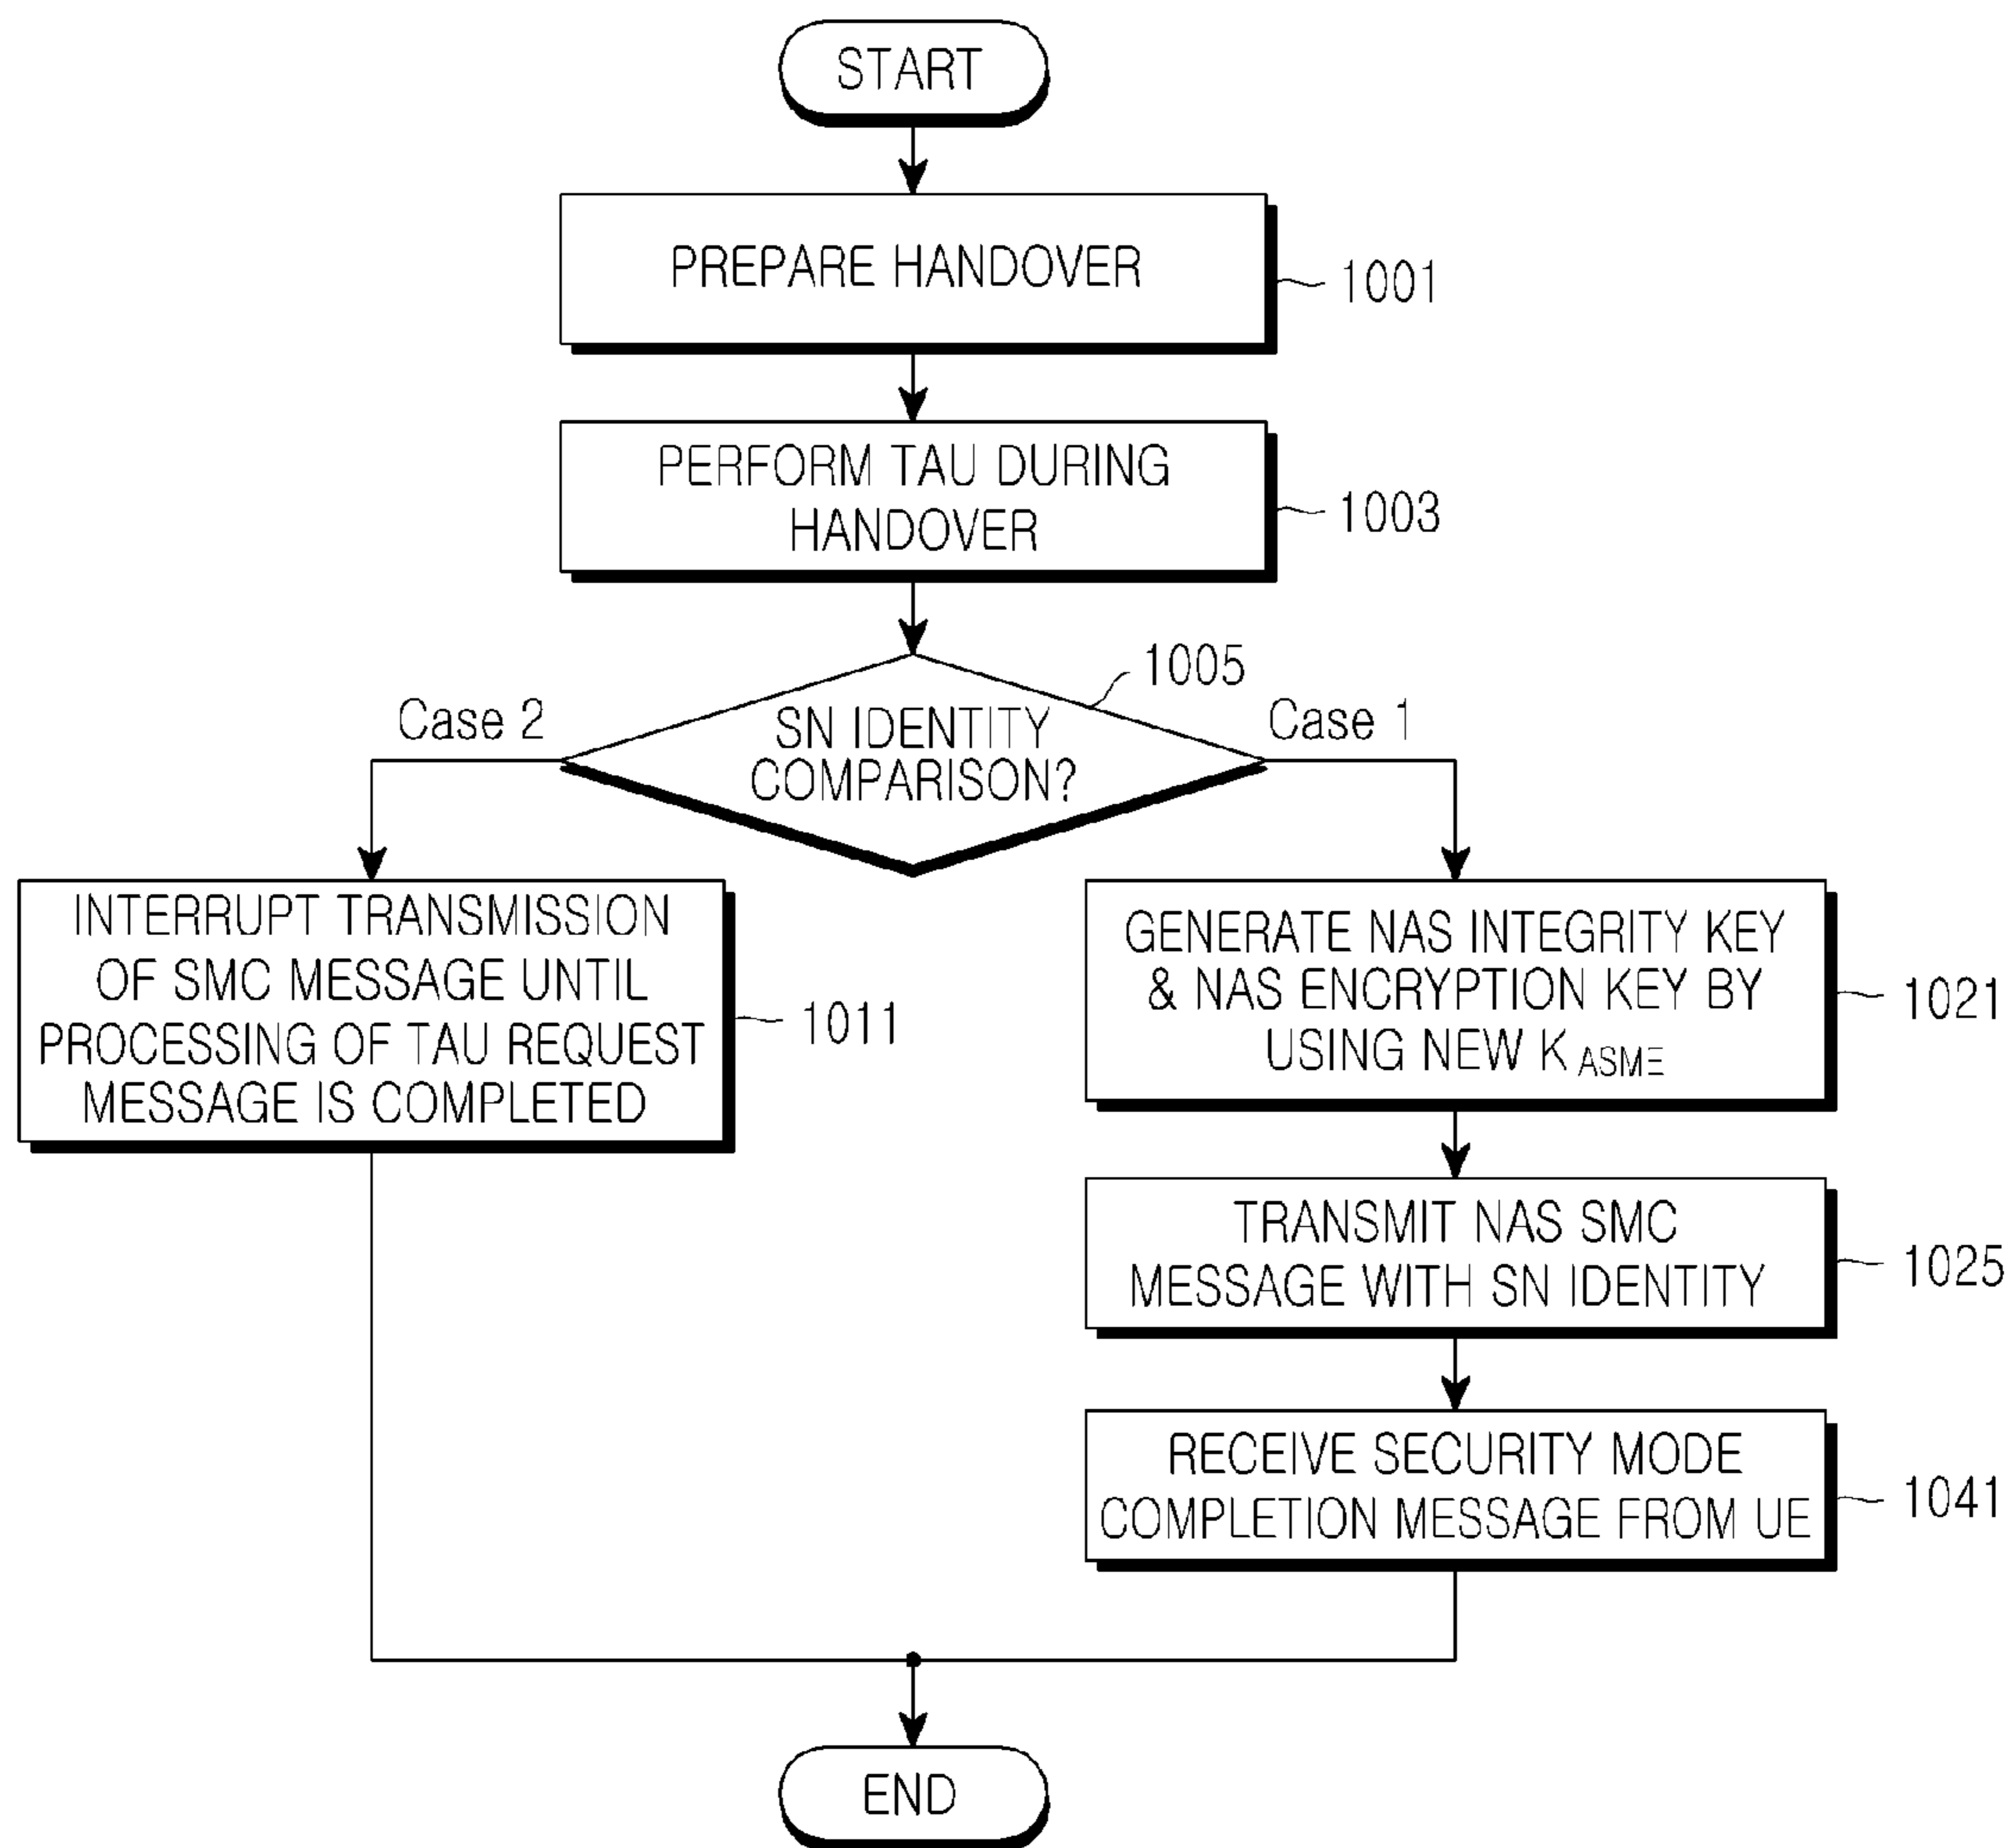 START
PREPARE HANDOVER
1001
PERFORM TAU DURING
HANDOVER
1003
1005
SN IDENTITY
COMPARISON?
Case 2
Case 1
INTERRUPT TRANSMISSION
OF SMC MESSAGE UNTIL
PROCESSING OF TAU REQUEST
MESSAGE IS COMPLETED
1011
GENERATE NAS INTEGRITY KEY
& NAS ENCRYPTION KEY BY
USING NEW K ASME
1021
TRANSMIT NAS SMC
MESSAGE WITH SN IDENTITY
1025
RECEIVE SECURITY MODE
COMPLETION MESSAGE FROM UE
1041
END